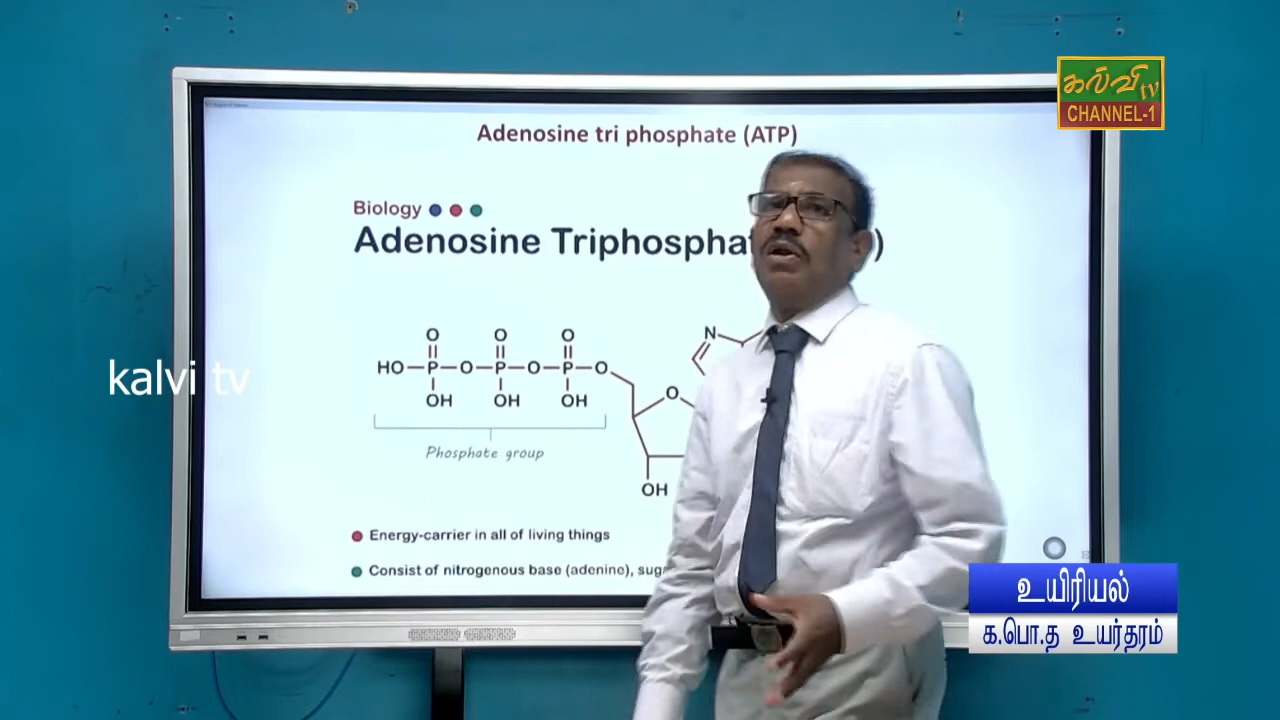 கல்வி TV
CHANNEL-1
Adenosine tri phosphate (ATP)
Biology
Adenosine Triphosphat )
N
O O O
HO P O P O P O
OH OH OH
O
Phosphate group
OH
Energy-carrier in all of living things
Consist of nitrogenous base (adenine), suga
kalvi tv
உயிரியல்
க.பொ.த உயர்தரம்